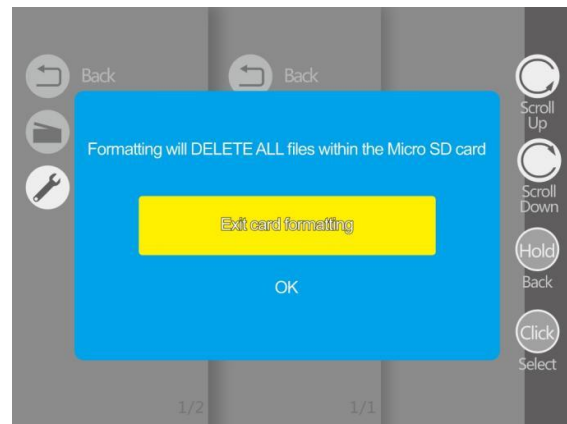 Back
Back
Formatting will DELETE ALL files within the Micro SD card
Exit card formatting
OK
Scroll
Up
Scroll
Down
Hold
Back
Click
Select
1/2
1/1